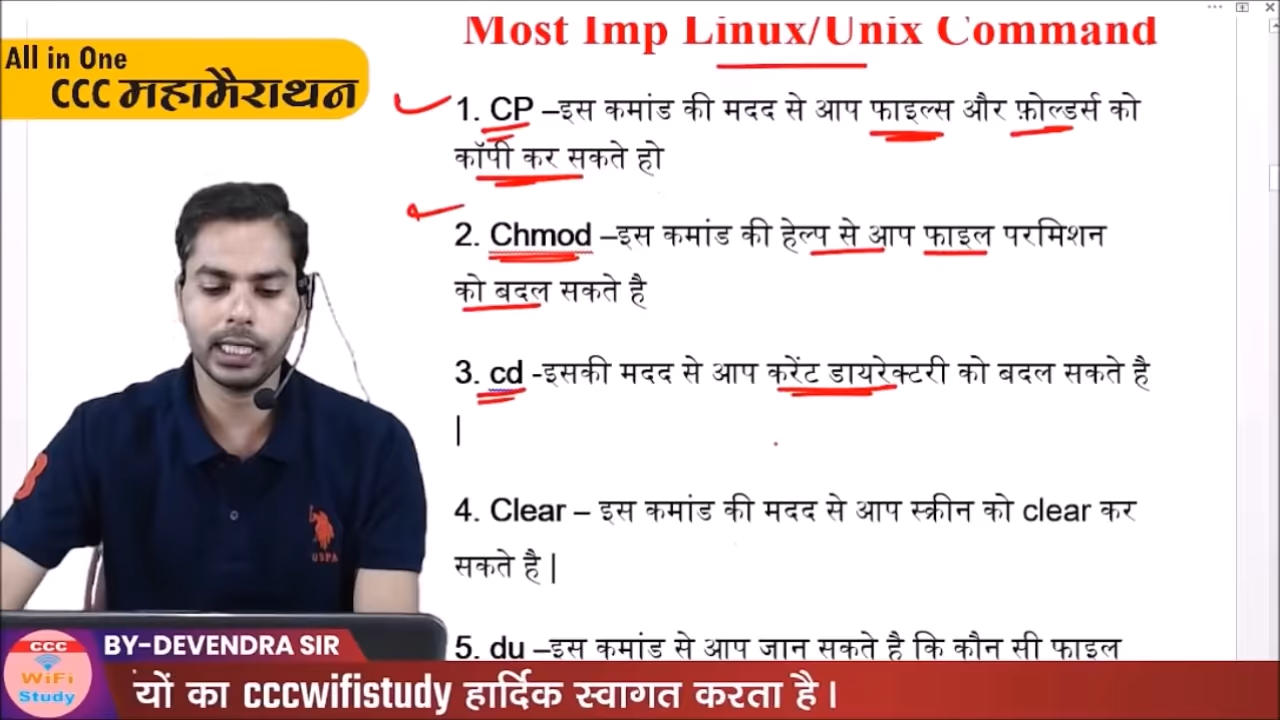 Most Imp Linux/Unix Command
All in One
CCC महामैराथन
1. CP –इस कमांड की मदद से आप फाइल्स और फ़ोल्डर्स को
कॉर्पी कर सकते हो
2. Chmod –इस कमांड की हेल्प से आप फाइल परमिशन
को बदल सकते है
3. cd -इसकी मदद से आप करेंट डायरेक्टरी को बदल सकते है
|
4. Clear – इस कमांड की मदद से आप स्क्रीन को clear कर
सकते है |
5. du –इस कमांड से आप जान सकते है कि कौन सी फाइल
USPA
CCC
WiFi
Study
BY-DEVENDRA SIR
यों का cccwifistudy हार्दिक स्वागत करता है।